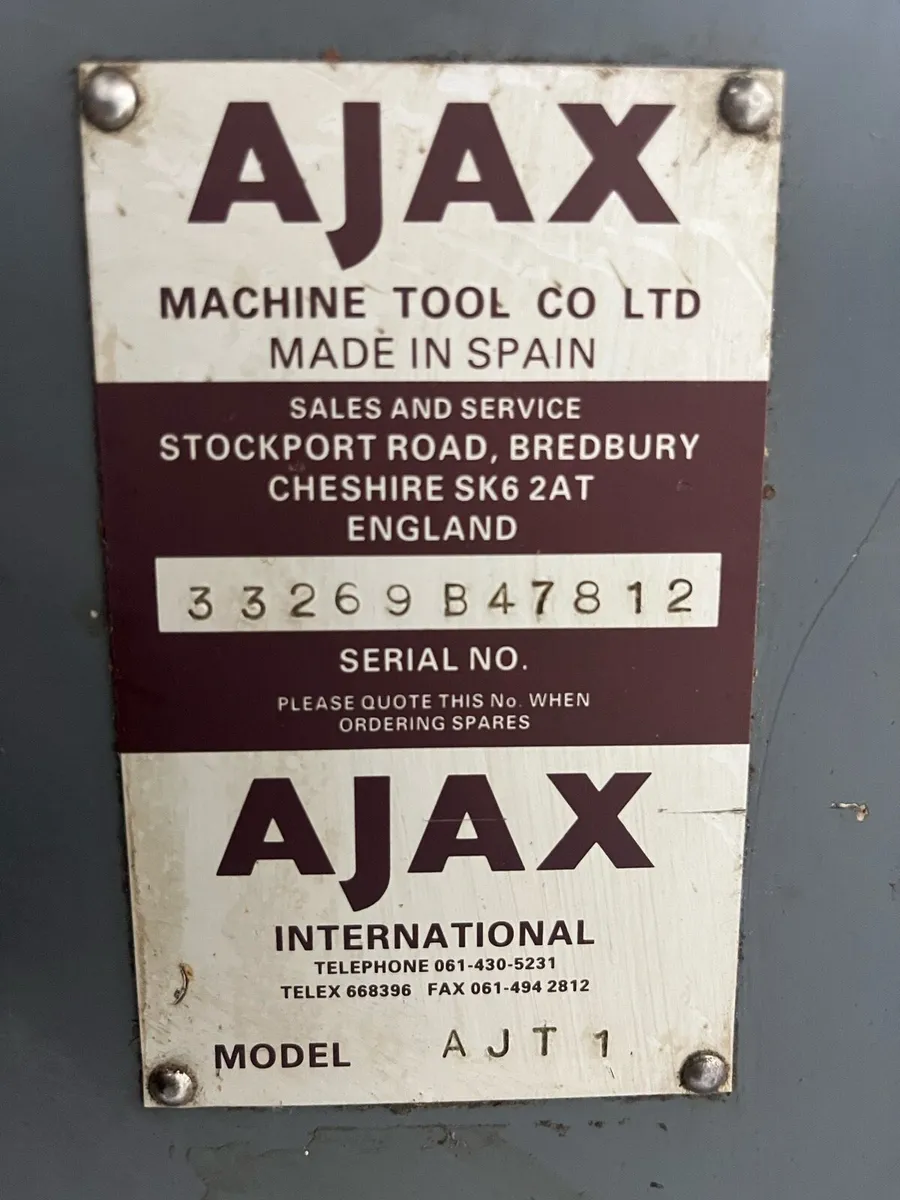 AJAX
MACHINE TOOL CO LTD
MADE IN SPAIN
SALES AND SERVICE
STOCKPORT ROAD, BREDBURY
CHESHIRE SK6 2AT
ENGLAND
33269B47812
SERIAL NO.
PLEASE QUOTE THIS No. WHEN
ORDERING SPARES
AJAX
INTERNATIONAL
TELEPHONE 061-430-5231
TELEX 668396 FAX 061-494 2812
MODEL AJT1